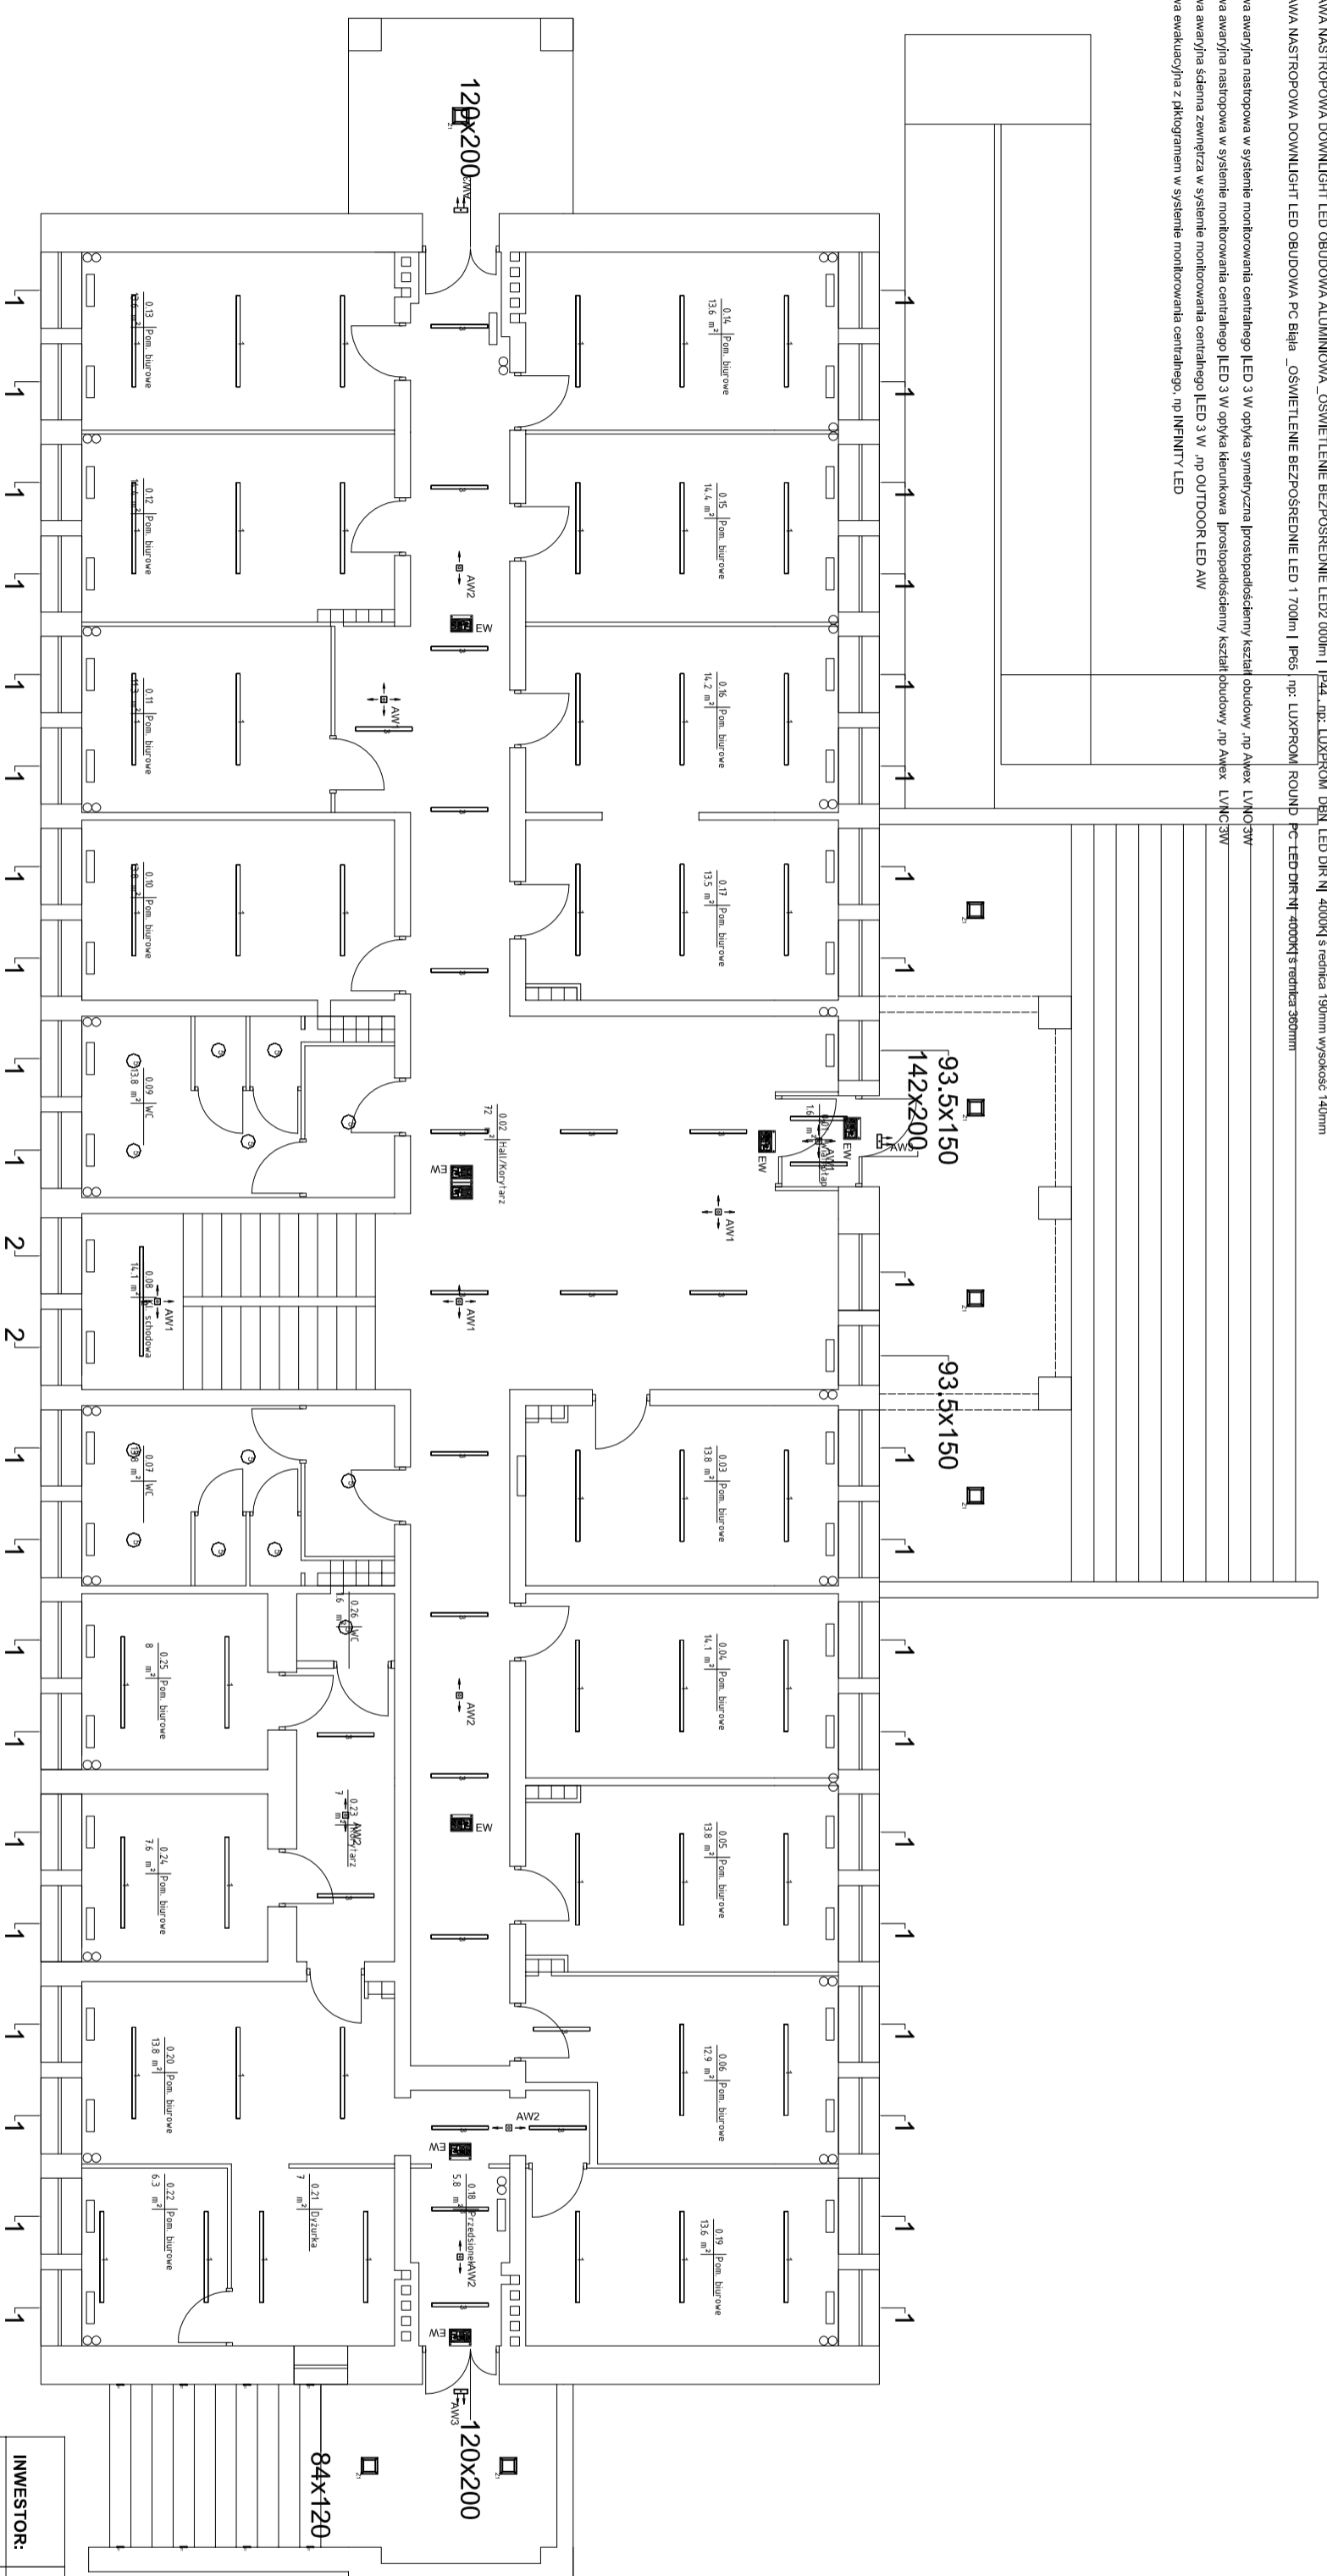 AWA NASTROPOWA DOWNLIGHT LED OBUDOWA ALUMINIOWA _OŚWIETLENIE BEZPOŚREDNIE LED2 000lm | IP44 , np: LUXPROM DBN LED DIR N| 4000K| ś rednica 190mm wysokość 140mm
AWA NASTROPOWA DOWNLIGHT LED OBUDOWA PC Biała _OŚWIETLENIE BEZPOŚREDNIE LED 1 700lm | IP65 , np: LUXPROM ROUND PC LED DIR N| 4000K| ś rednica 360mm
wa awaryjna nastropowa w systemie monitorowania centralnego |LED 3 W optyka symetryczna |prostopadłościenny kształt obudowy ,np Awex LVNO 3W
wa awaryjna nastropowa w systemie monitorowania centralnego |LED 3 W optyka kierunkowa |prostopadłościenny kształt obudowy ,np Awex LVNC 3W
wa awaryjna ścienna zewnętrza w systemie monitorowania centralnego |LED 3 W ,np OUTDOOR LED AW
wa ewakuacyjna z piktogramem w systemie monitorowania centralnego, np INFINITY LED
93.5x150
142x200
93.5x150
120x200
120x200
84x120
0.14 Pom. biurowe
13.6 m²
0.15 Pom. biurowe
14.4 m²
0.16 Pom. biurowe
14.2 m²
0.17 Pom. biurowe
13.5 m²
0.03 Pom. biurowe
13.8 m²
0.04 Pom. biurowe
14.1 m²
0.05 Pom. biurowe
13.8 m²
0.06 Pom. biurowe
12.9 m²
0.19 Pom. biurowe
13.6 m²
1.6 m²
0.02 Hall/Korytarz
72 m²
0.18 Przedsionek
5.8 m²
0.13 Pom. biurowe
0.12 Pom. biurowe
0.11 Pom. biurowe
0.10 Pom. biurowe
0.09 WC
13.8 m²
0.08 Kl. schodowa
14.1 m²
0.07 WC
0.26 WC
0.25 Pom. biurowe
8 m²
0.24 Pom. biurowe
7.6 m²
0.23 Korytarz
7 m²
0.20 Pom. biurowe
13.8 m²
0.21 Dyżurka
7 m²
0.22 Pom. biurowe
6.3 m²
AW3
AW2
EW
AW1
AW1
AW1
AW1
AW1
EW
EW
EW
AW2
EW
AW2
AW2
EW
AW2
EW
AW3
INWESTOR: